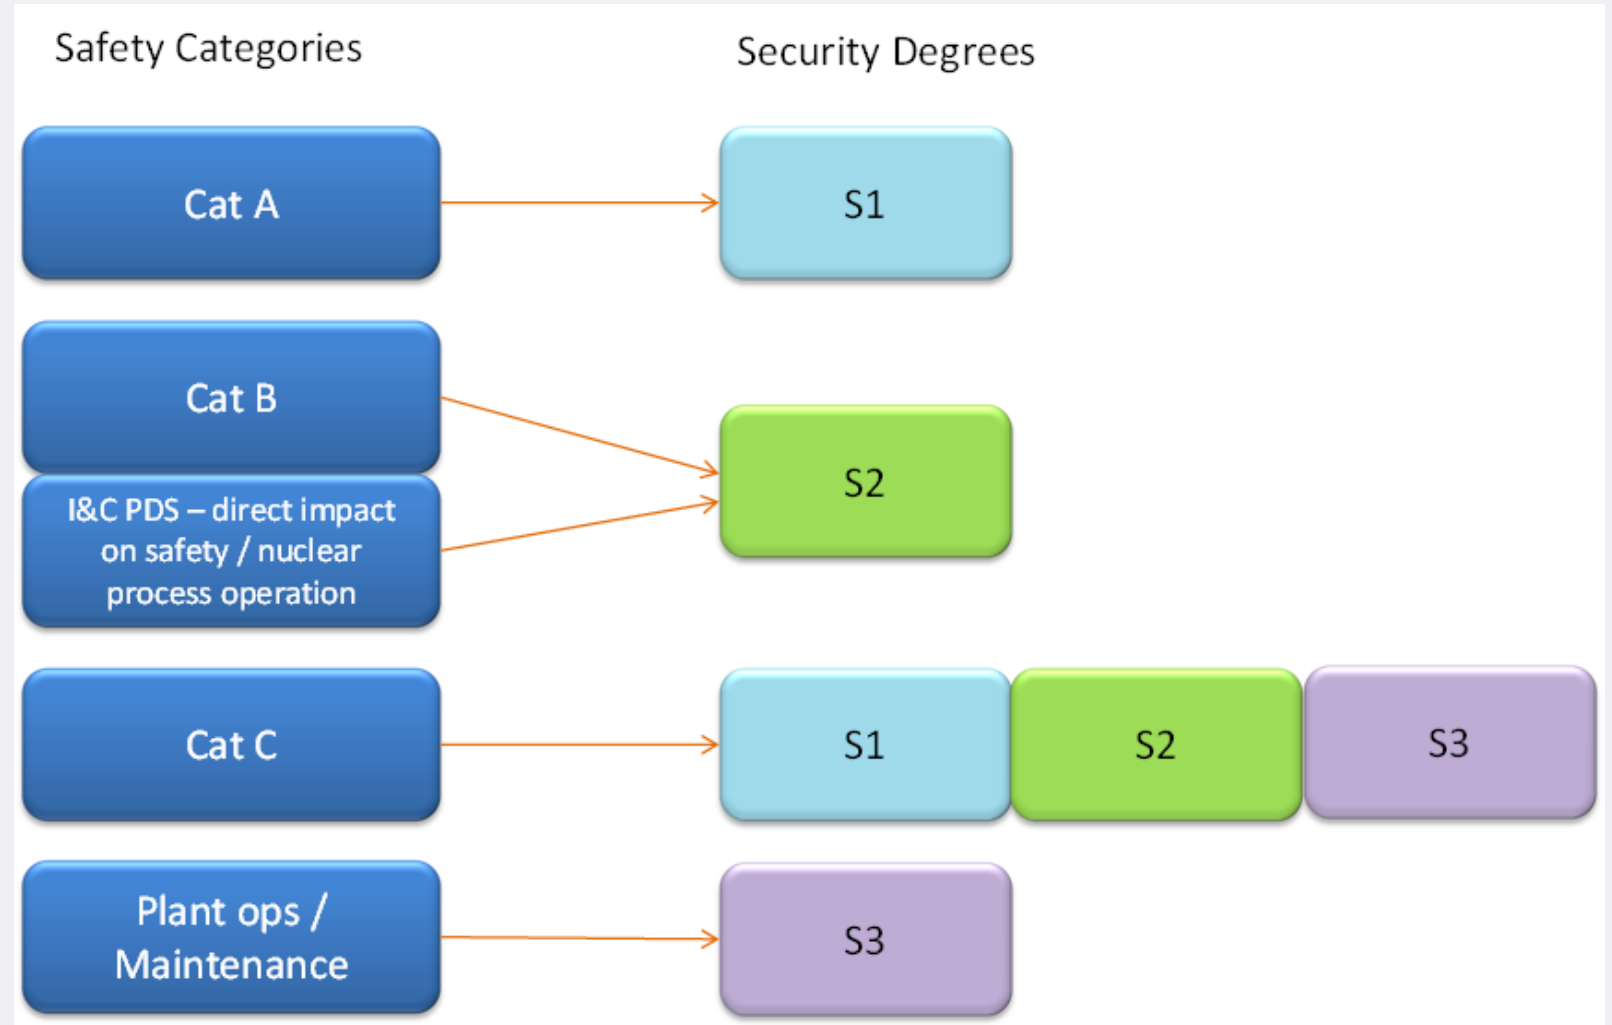 Safety Categories
Security Degrees
Cat A
S1
Cat B
S2
I&C PDS – direct impact
on safety / nuclear
process operation
Cat C
S1
S2
S3
Plant ops /
Maintenance
S3